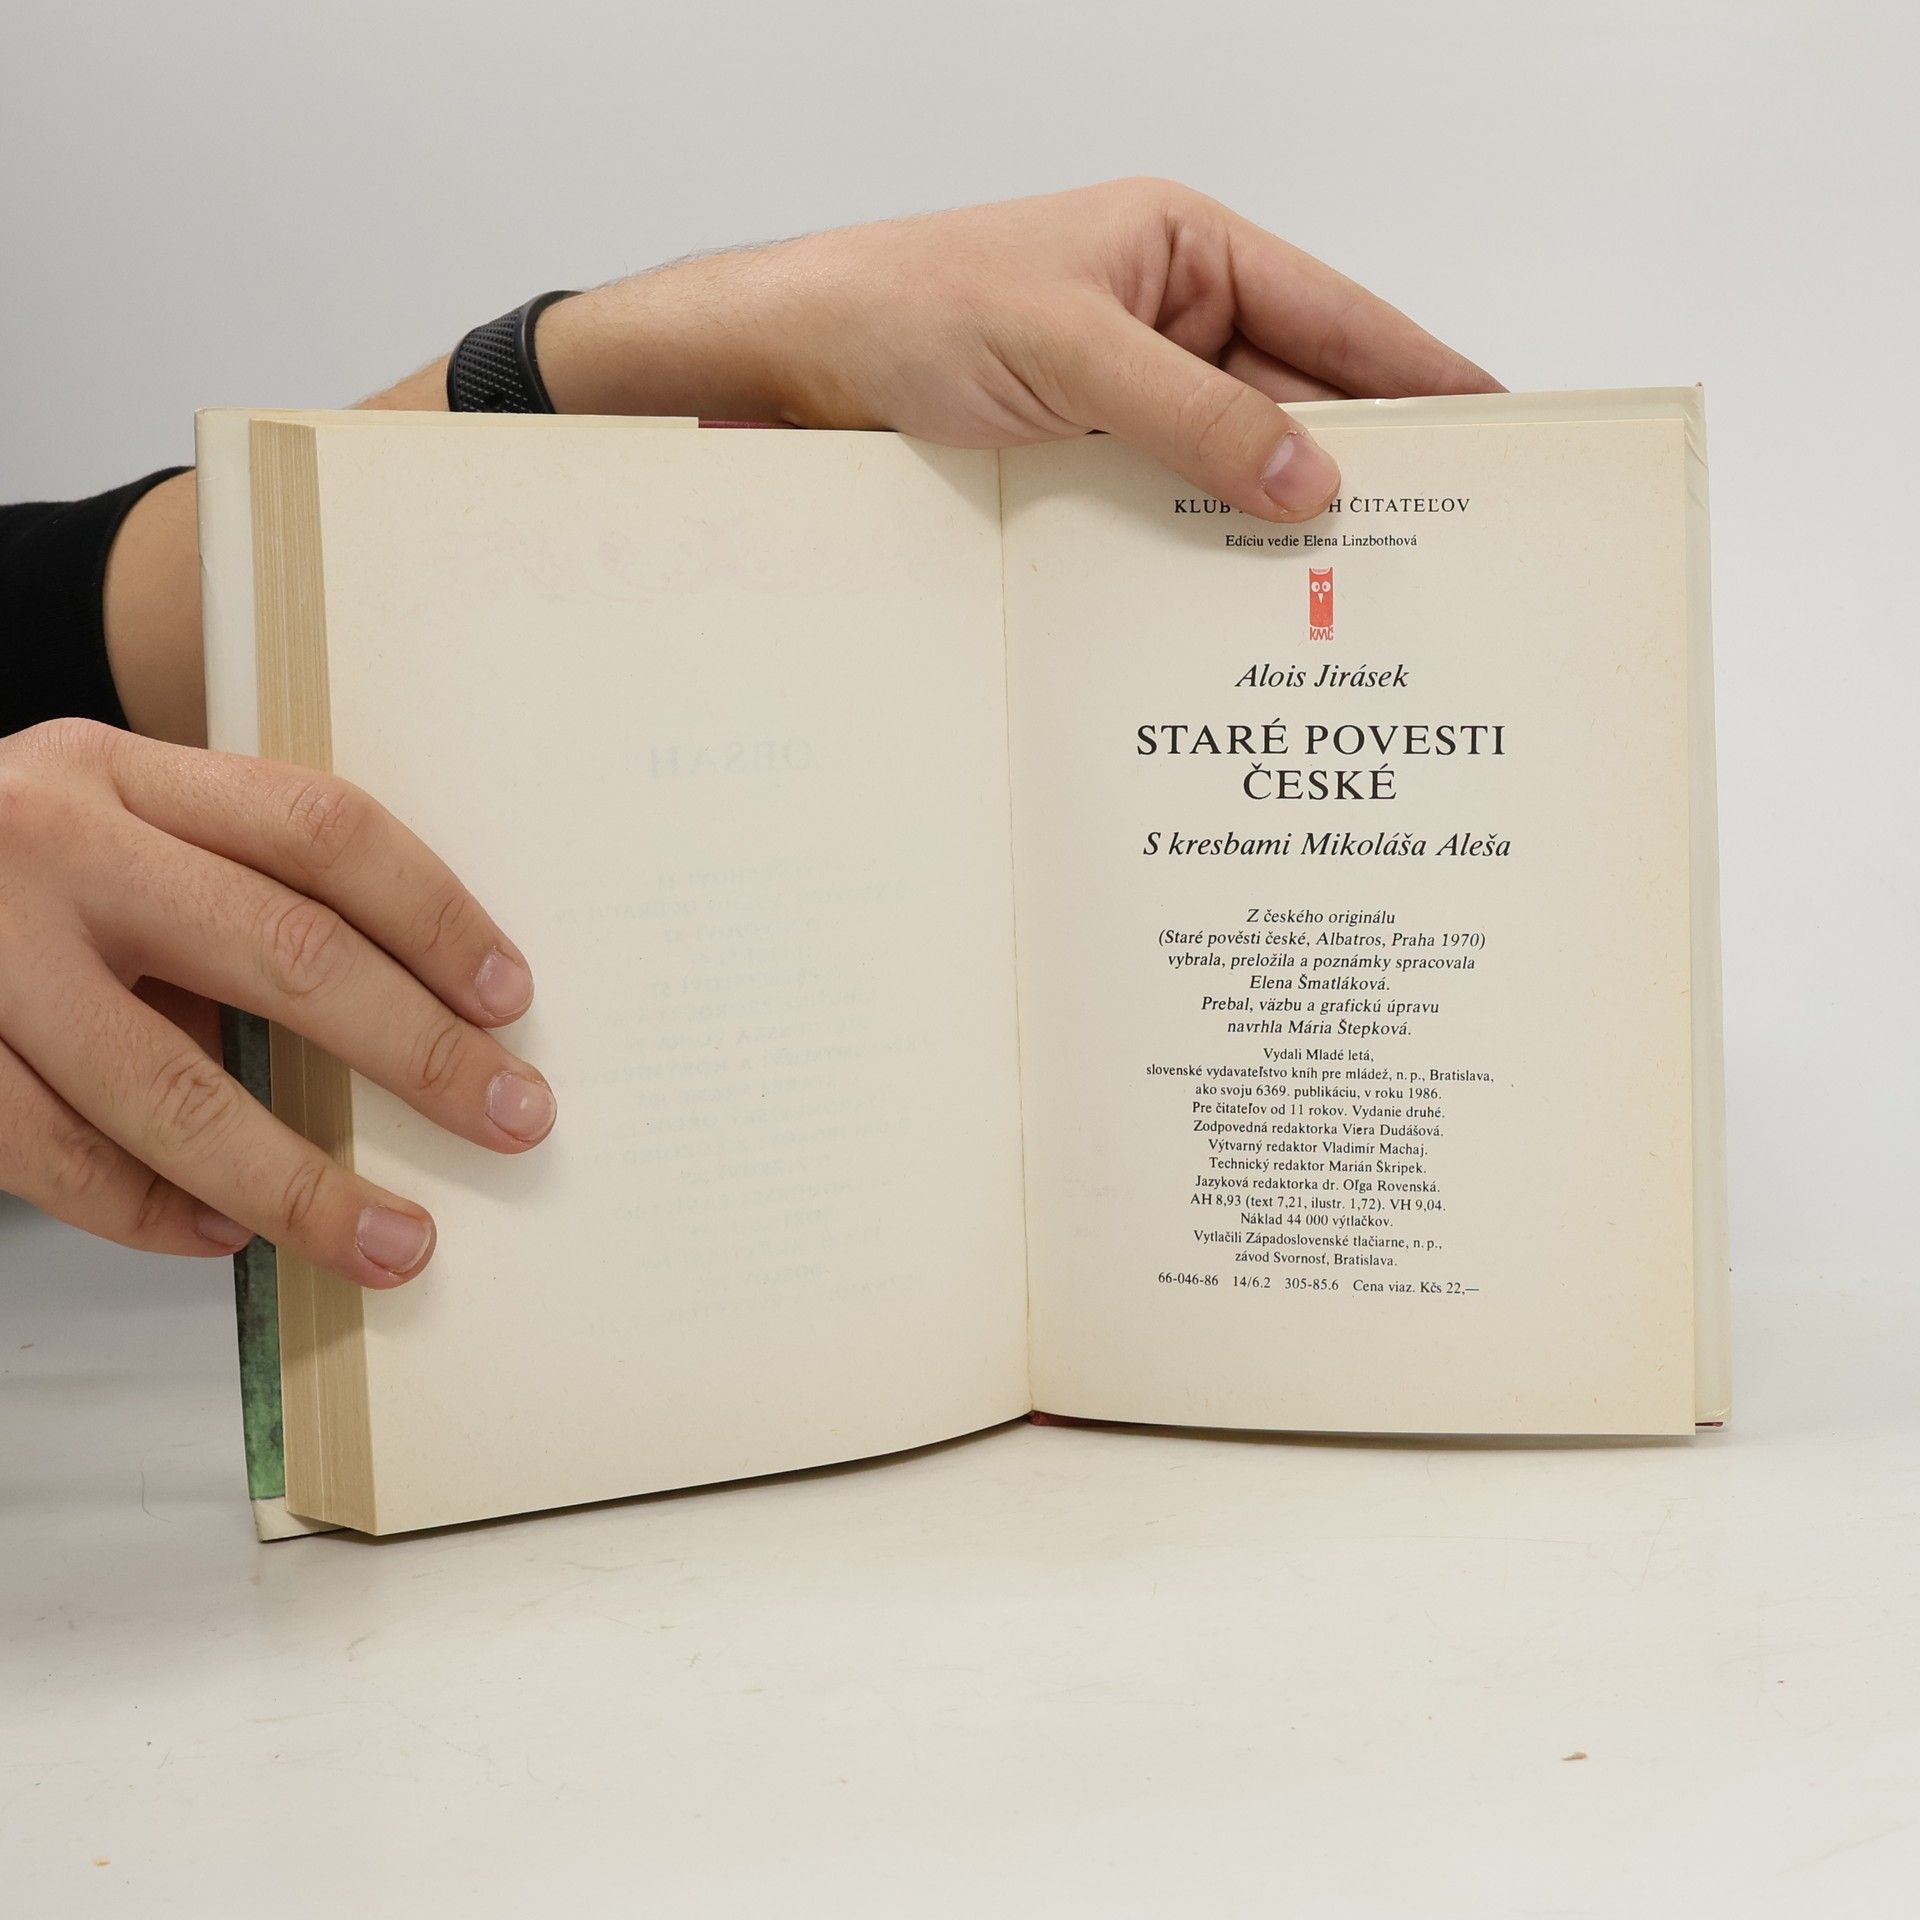 OBSAH
KLUB ČITATEĽOV
Edíciu vedie Elena Linzbothová
KMČ
Alois Jirásek
STARÉ POVESTI
ČESKÉ
S kresbami Mikoláša Aleša
Z českého originálu
(Staré pověsti české, Albatros, Praha 1970)
vybrala, preložila a poznámky spracovala
Elena Šmatláková.
Prebal, väzbu a grafickú úpravu
navrhla Mária Štepková.
Vydali Mladé letá,
slovenské vydavateľstvo kníh pre mládež, n. p., Bratislava,
ako svoju 6369. publikáciu, v roku 1986.
Pre čitateľov od 11 rokov. Vydanie druhé.
Zodpovedná redaktorka Viera Dudášová.
Výtvarný redaktor Vladimír Machaj.
Technický redaktor Marián Škripek.
Jazyková redaktorka dr. Oľga Rovenská.
AH 8,93 (text 7,21, ilustr. 1,72). VH 9,04.
Náklad 44 000 výtlačkov.
Vytlačili Západoslovenské tlačiarne, n. p.,
závod Svornosť, Bratislava.
66-046-86 14/6.2 305-85.6 Cena viaz. Kčs 22,—